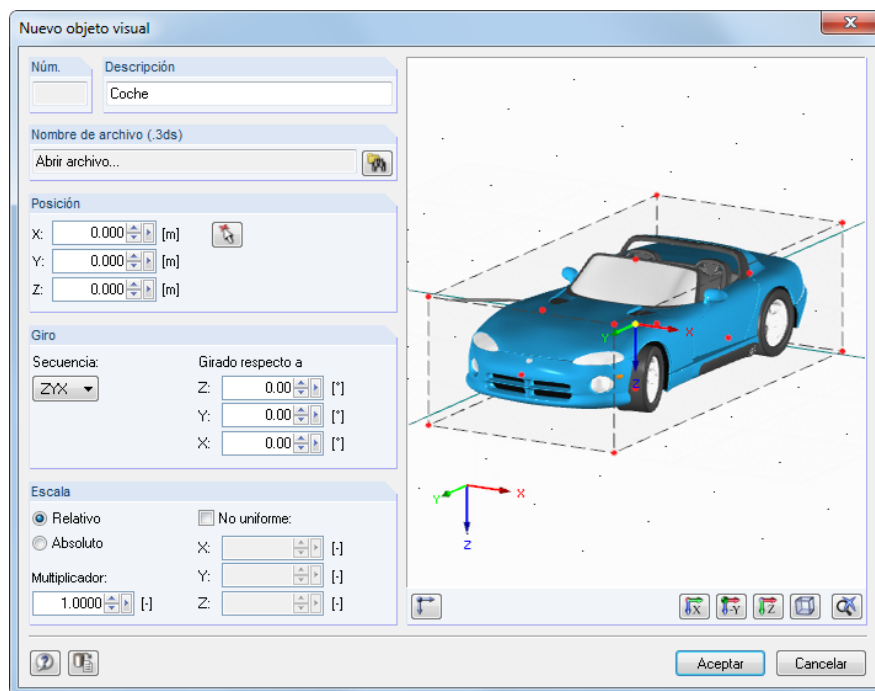 Nuevo objeto visual
Núm.
Descripción
Coche
Nombre de archivo (.3ds)
Abrir archivo...
Posición
X: 0.000 [m]
Y: 0.000 [m]
Z: 0.000 [m]
Giro
Secuencia:
Girado respecto a
ZYX
Z: 0.00 [°]
Y: 0.00 [°]
X: 0.00 [°]
Escala
Relativo
No uniforme:
Absoluto
X: [-]
Multiplicador:
Y: [-]
1.0000 [-]
Z: [-]
X
Y
Z
X
Y
Z
X
-Y
Z
Aceptar
Cancelar